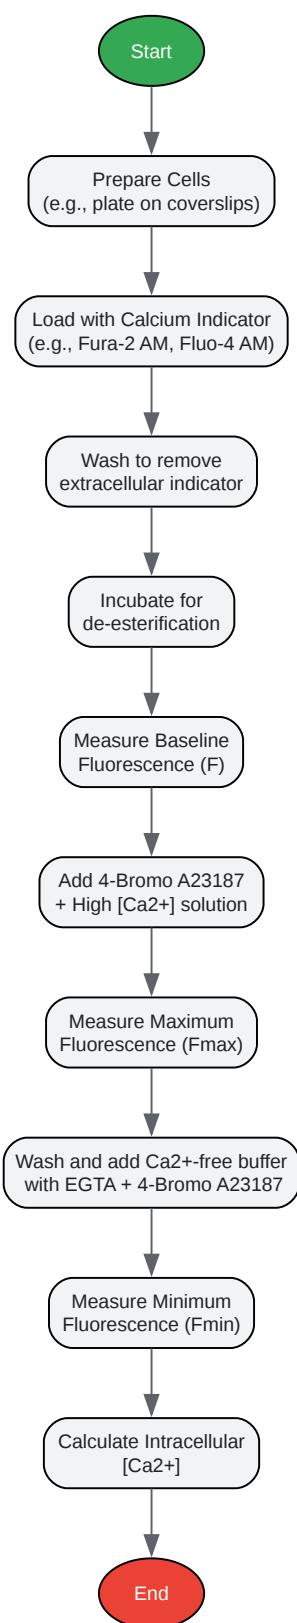 Start
Prepare Cells
(e.g., plate on coverslips)
Load with Calcium Indicator
(e.g., Fura-2 AM, Fluo-4 AM)
Wash to remove
extracellular indicator
Incubate for
de-esterification
Measure Baseline
Fluorescence (F)
Add 4-Bromo A23187
+ High [Ca2+] solution
Measure Maximum
Fluorescence (Fmax)
Wash and add Ca2+-free buffer
with EGTA + 4-Bromo A23187
Measure Minimum
Fluorescence (Fmin)
Calculate Intracellular
[Ca2+]
End